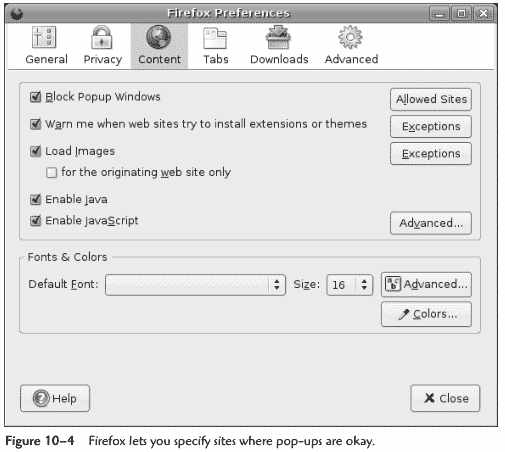 Firefox Preferences
General Privacy Content Tabs Downloads Advanced
Block Popup Windows Allowed Sites
Warn me when web sites try to install extensions or themes Exceptions
Load Images Exceptions
for the originating web site only
Enable Java
Enable JavaScript Advanced...
Fonts & Colors
Default Font: Size: 16 Advanced...
Colors...
Help Close
Figure 10–4 Firefox lets you specify sites where pop-ups are okay.